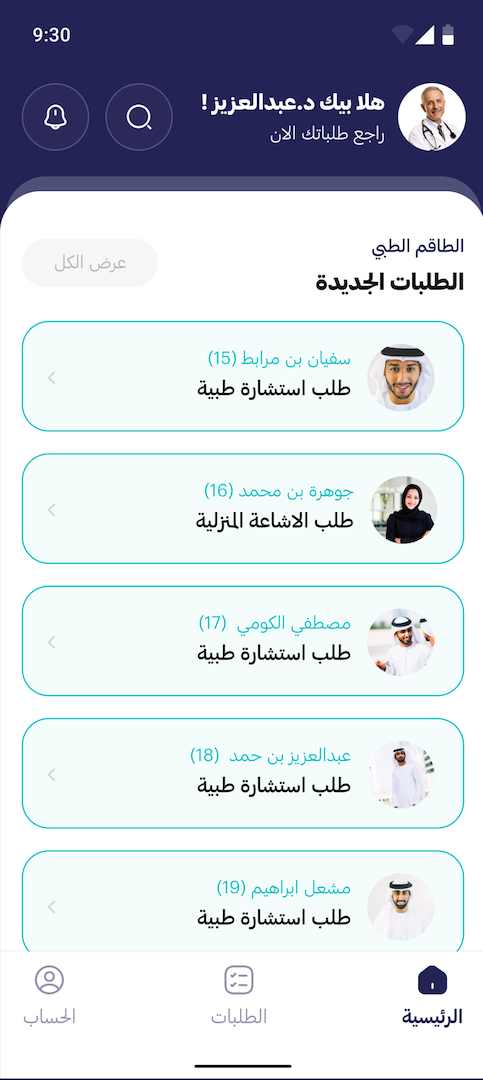 9:30
هلا بيك د.عبدالعزيز !
راجع طلباتك الان
الطاقم الطبي
الطلبات الجديدة
عرض الكل
سفيان بن مرابط (15)
طلب استشارة طبية
جوهرة بن محمد (16)
طلب الاشاعة المنزلية
مصطفي الكومي (17)
طلب استشارة طبية
عبدالعزيز بن حمد (18)
طلب استشارة طبية
مشعل ابراهيم (19)
طلب استشارة طبية
الرئيسية
الطلبات
الحساب